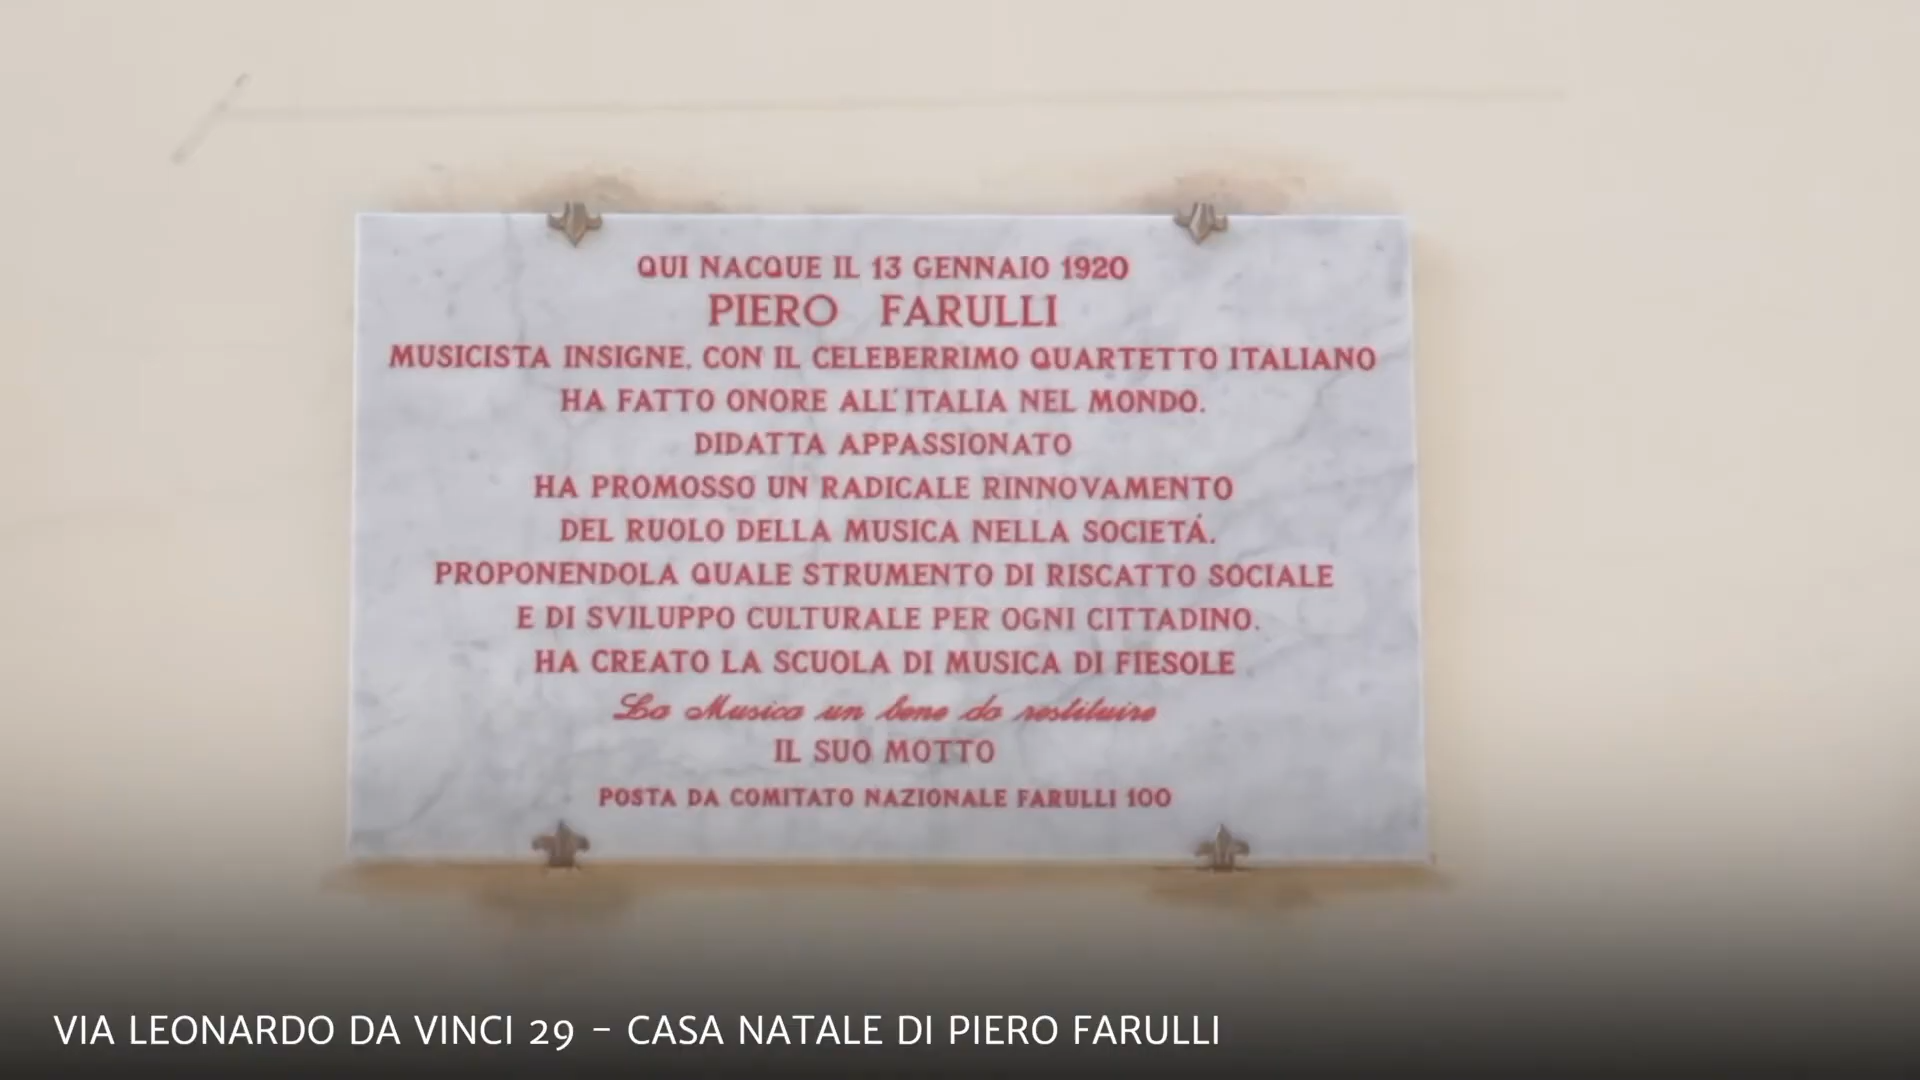 QUI NACQUE IL 13 GENNAIO 1920
PIERO FARULLI
MUSICISTA INSIGNE, CON IL CELEBERRIMO QUARTETTO ITALIANO
HA FATTO ONORE ALL'ITALIA NEL MONDO.
DIDATTA APPASSIONATO
HA PROMOSSO UN RADICALE RINNOVAMENTO
DEL RUOLO DELLA MUSICA NELLA SOCIETÁ.
PROPONENDOLA QUALE STRUMENTO DI RISCATTO SOCIALE
E DI SVILUPPO CULTURALE PER OGNI CITTADINO.
HA CREATO LA SCUOLA DI MUSICA DI FIESOLE
La Musica un bene da restituire
IL SUO MOTTO
POSTA DA COMITATO NAZIONALE FARULLI 100
VIA LEONARDO DA VINCI 29 - CASA NATALE DI PIERO FARULLI